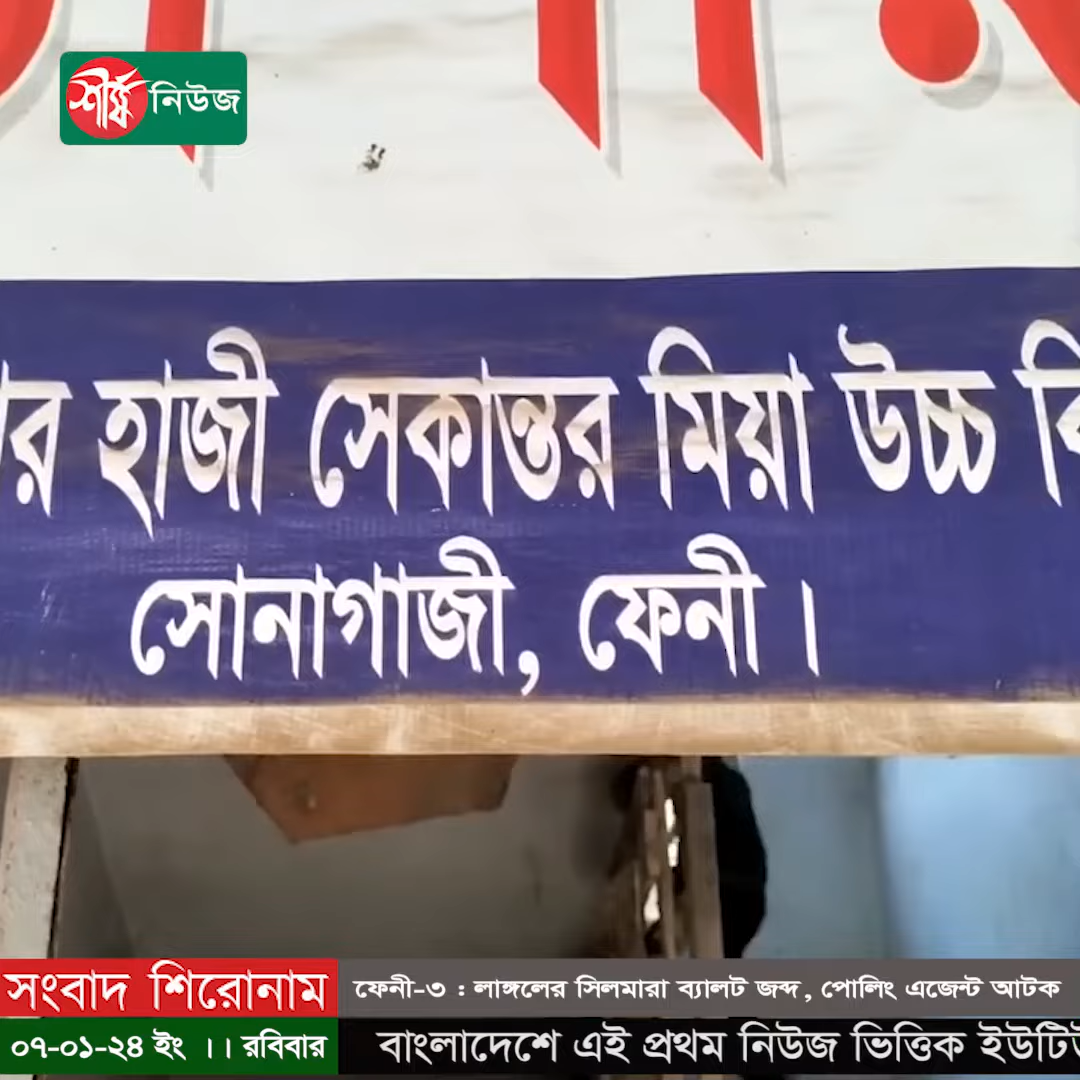 শীর্ষ নিউজ
হাজী সেকান্তর মিয়া উচ্চ
সোনাগাজী, ফেনী।
সংবাদ শিরোনাম
ফেনী-৩ : লাঙ্গলের সিলমারা ব্যালট জব্দ, পোলিং এজেন্ট আটক
০৭-০১-২৪ ইং ।। রবিবার
বাংলাদেশে এই প্রথম নিউজ ভিত্তিক